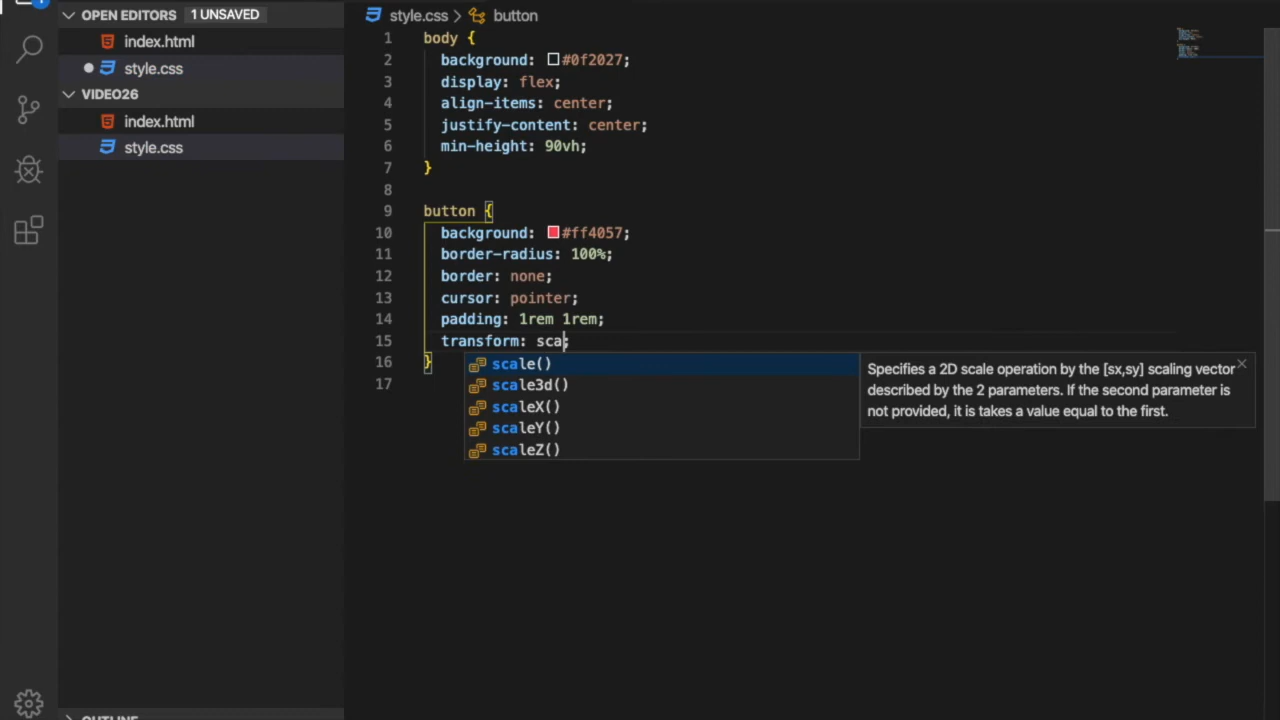 OPEN EDITORS 1 UNSAVED
index.html
style.css
VIDEO26
index.html
style.css
OUTLINE
style.css > button
1 body {
2 background: #0f2027;
3 display: flex;
4 align-items: center;
5 justify-content: center;
6 min-height: 90vh;
7 }
8
9 button {
10 background: #ff4057;
11 border-radius: 100%;
12 border: none;
13 cursor: pointer;
14 padding: 1rem 1rem;
15 transform: sca;
16 }
17
scale()
scale3d()
scaleX()
scaleY()
scaleZ()
Specifies a 2D scale operation by the [sx,sy] scaling vector
described by the 2 parameters. If the second parameter is
not provided, it is takes a value equal to the first.